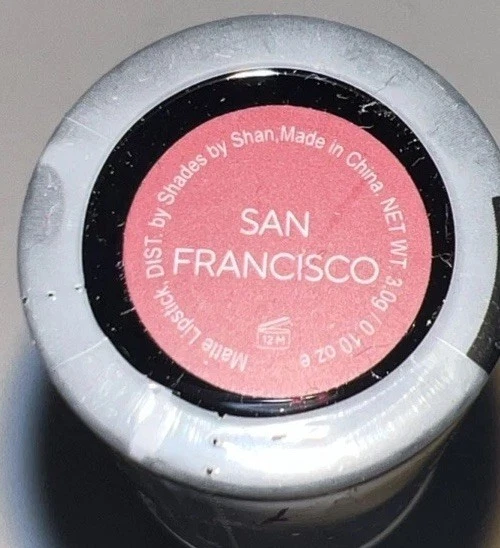 SAN
FRANCISCO
Matte Lipstick, DIST. by Shades by Shan, Made in China, NET WT. 3.0g / 0.10 oz e
12 M